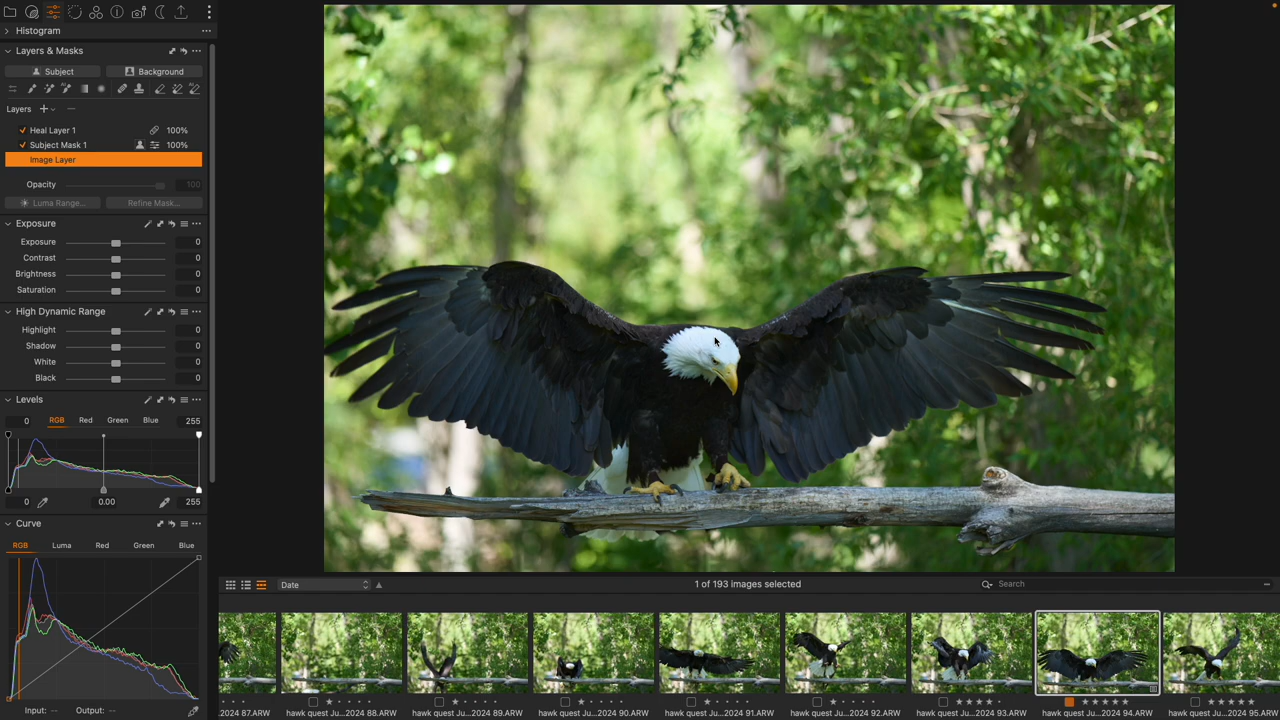 Histogram
Layers & Masks
Subject Background
Layers
Heal Layer 1 100%
Subject Mask 1 100%
Image Layer
Opacity 100
Luma Range... Refine Mask...
Exposure
Exposure 0
Contrast 0
Brightness 0
Saturation 0
High Dynamic Range
Highlight 0
Shadow 0
White 0
Black 0
Levels
0 RGB Red Green Blue 255
0 0.00 255
Curve
RGB Luma Red Green Blue
Input: -- Output: --
Date
1 of 193 images selected
Search
...2024 87.ARW
hawk quest Ju...2024 88.ARW
hawk quest Ju...2024 89.ARW
hawk quest Ju...2024 90.ARW
hawk quest Ju...2024 91.ARW
hawk quest Ju...2024 92.ARW
hawk quest Ju...2024 93.ARW
hawk quest Ju...2024 94.ARW
hawk quest Ju...2024 95.ARW